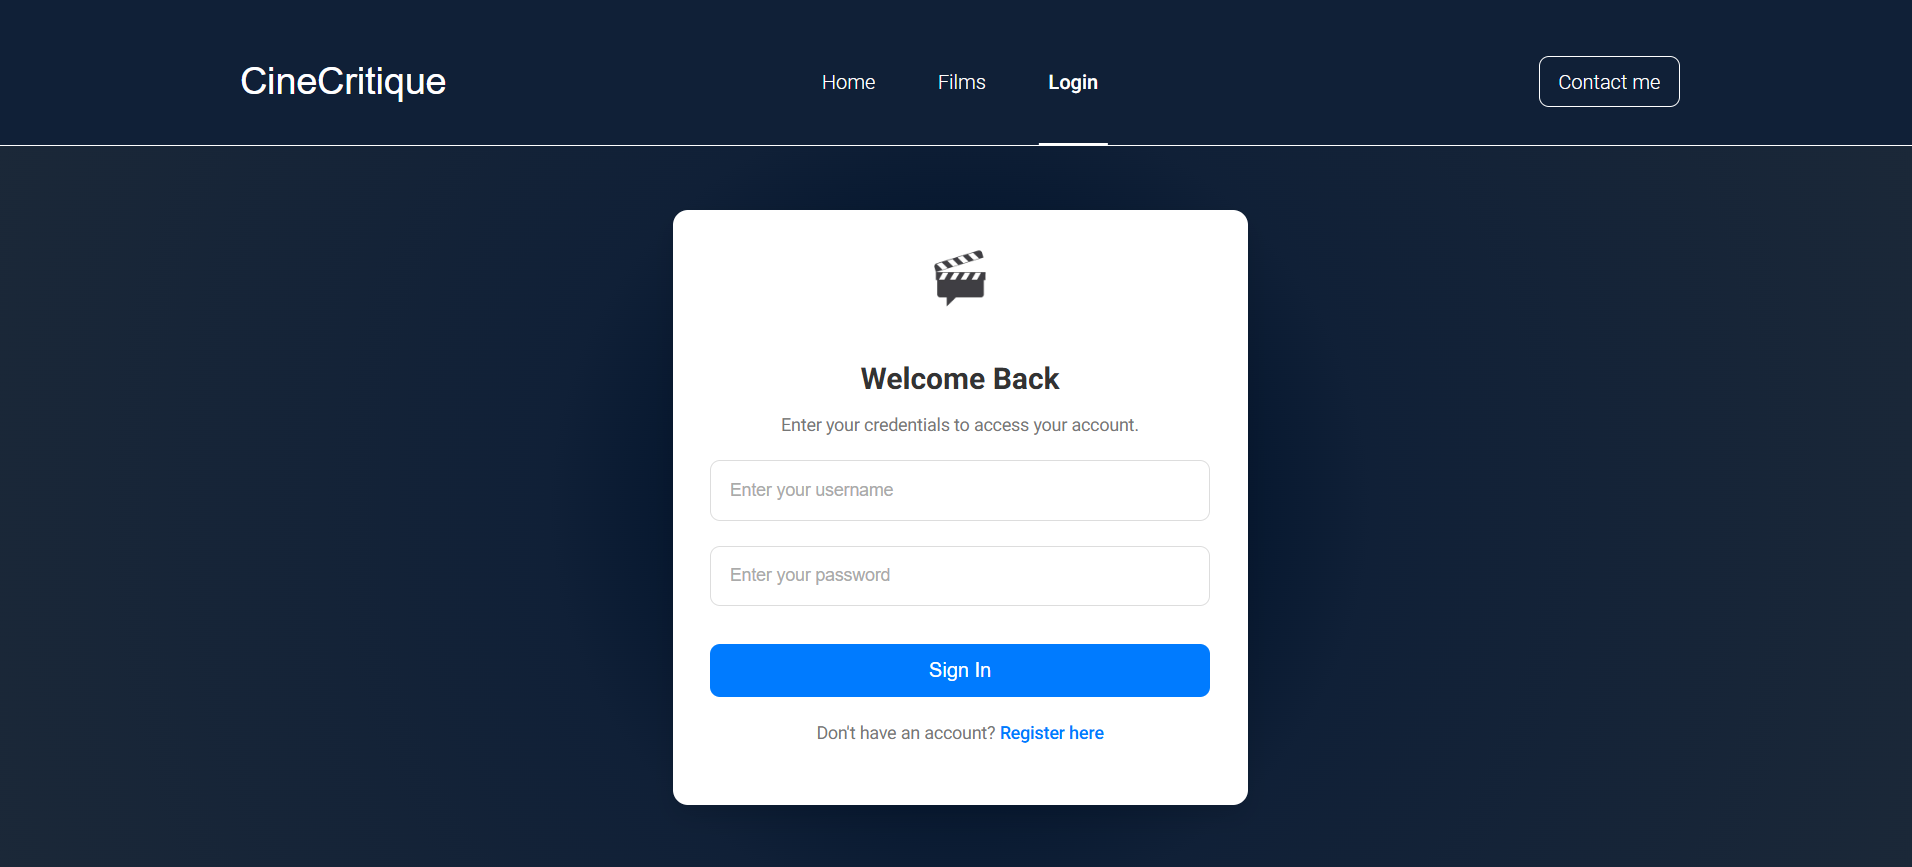 CineCritique
Home Films Login
Contact me
Welcome Back
Enter your credentials to access your account.
Enter your username
Enter your password
Sign In
Don't have an account? Register here